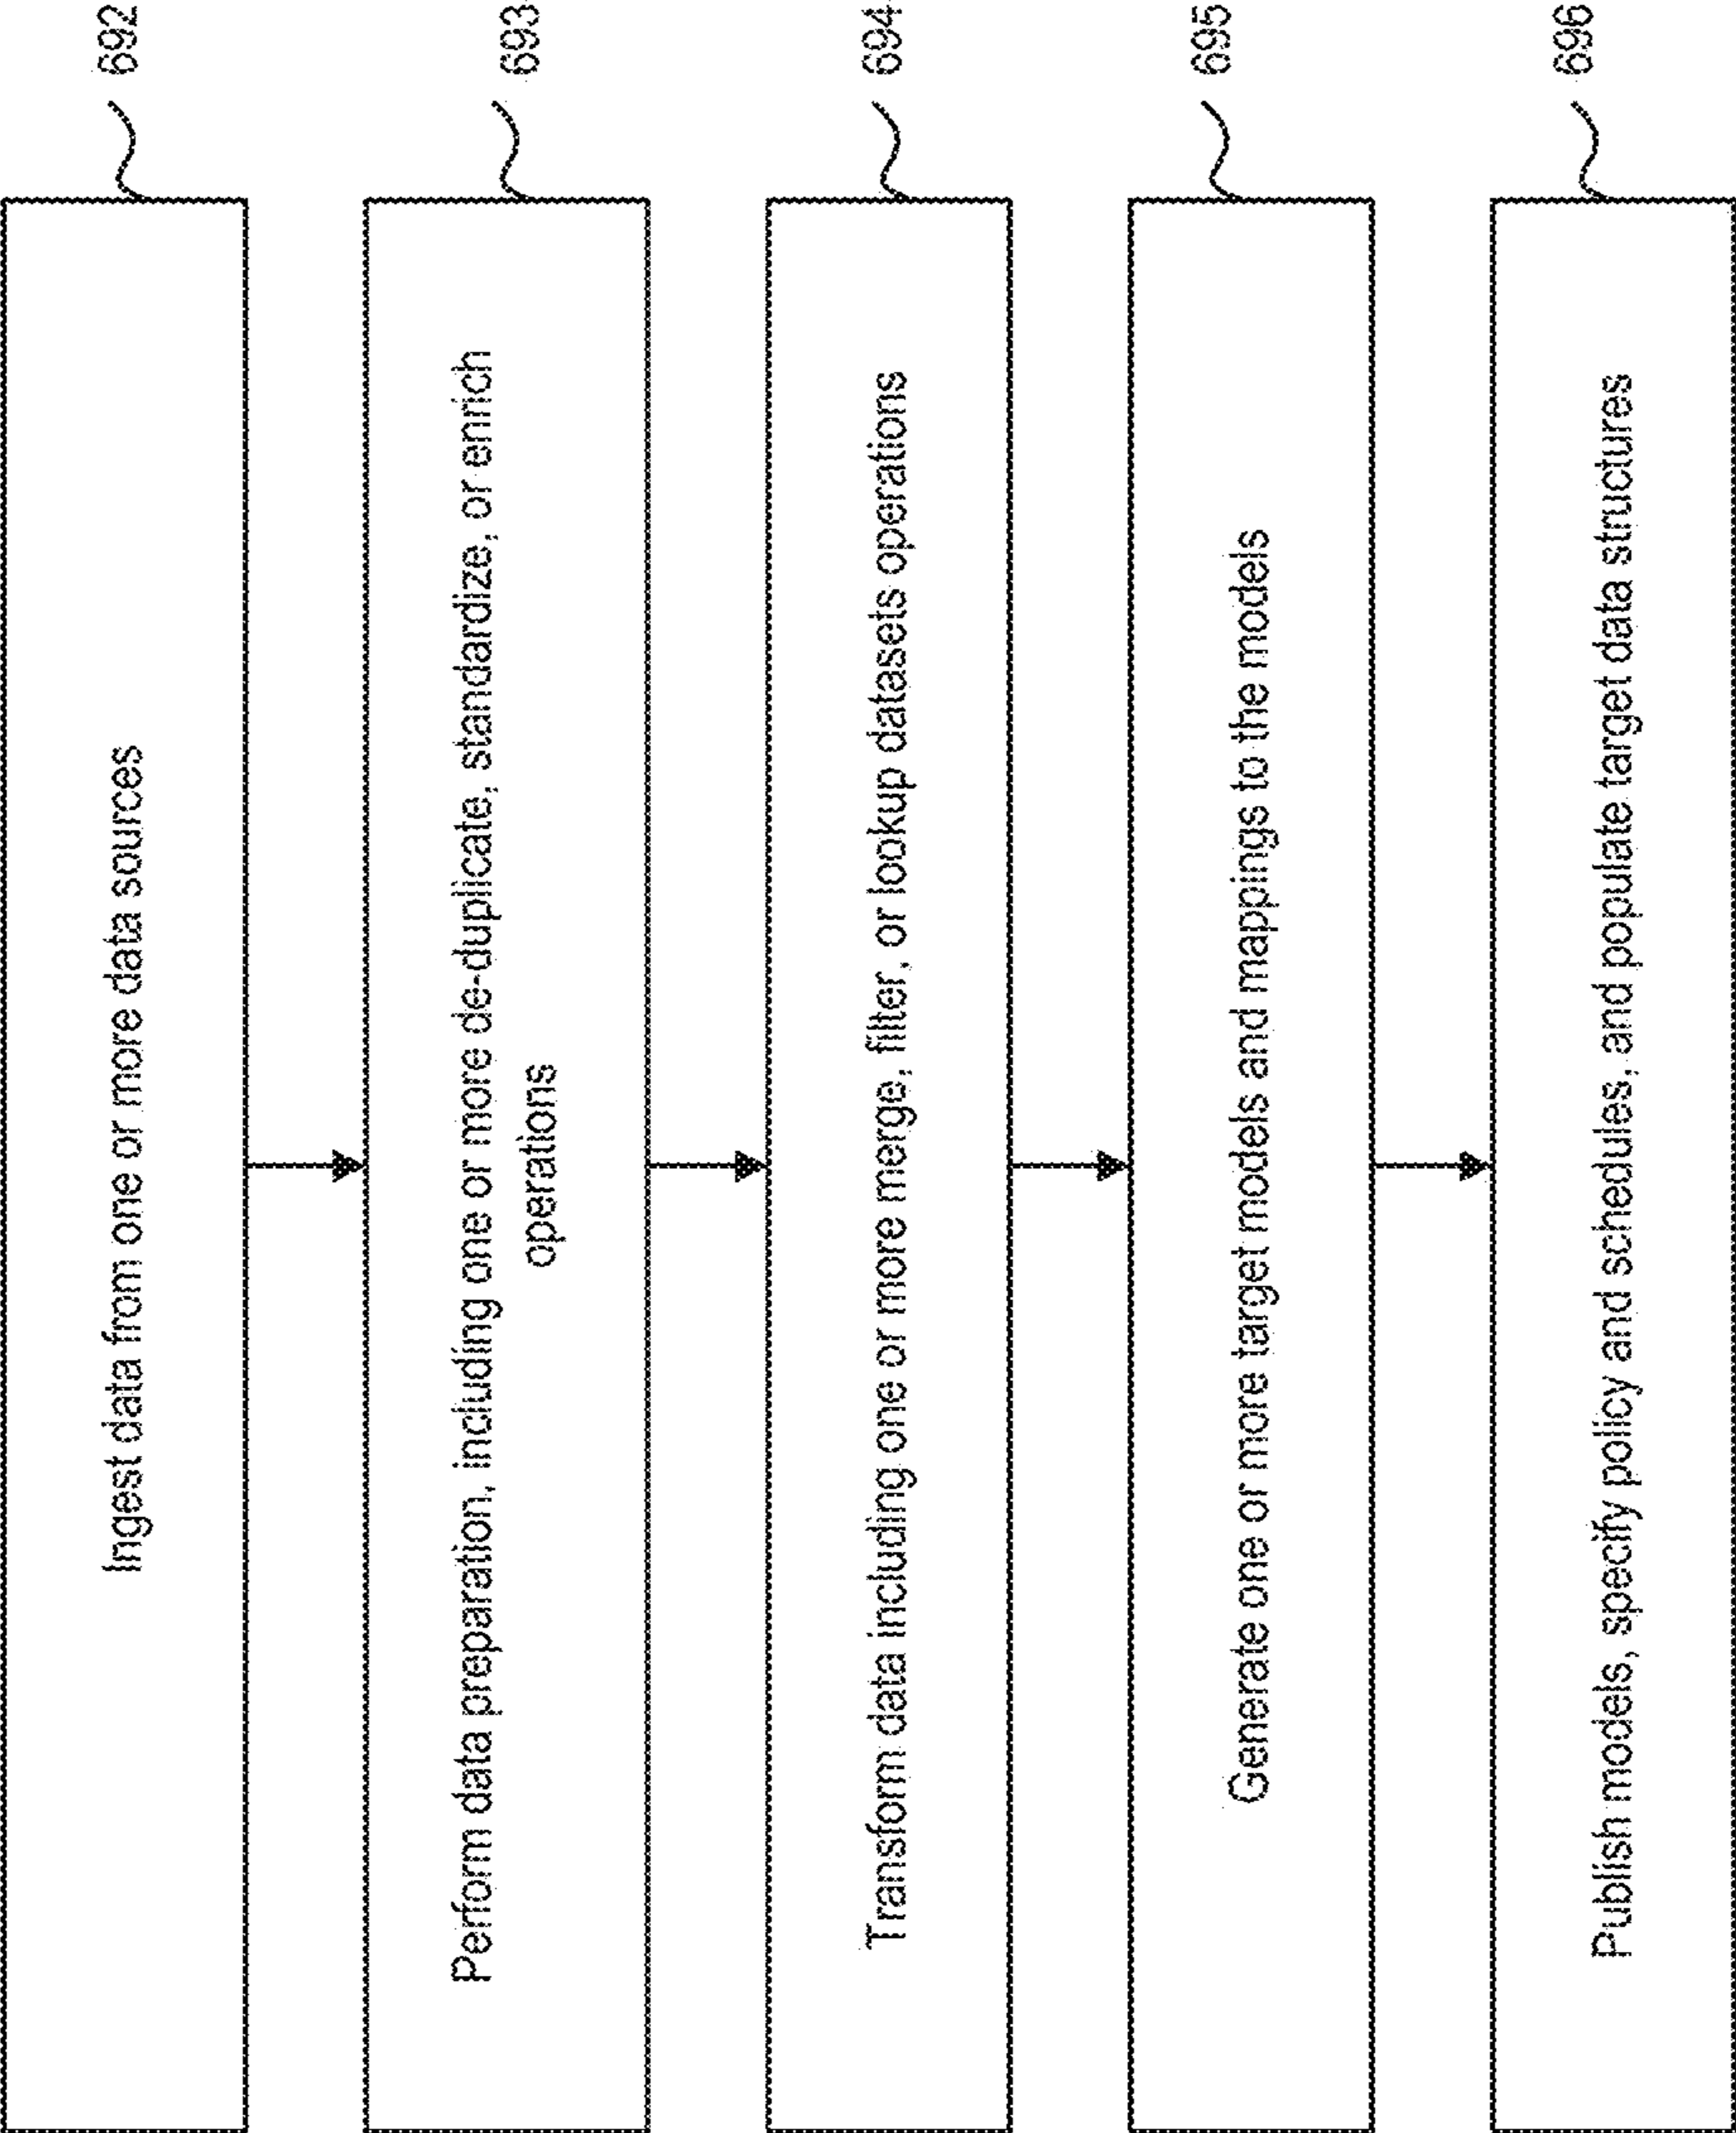 Ingest data from one or more data sources
692
Perform data preparation, including one or more de-duplicate, standardize, or enrich
operations
693
Transform data including one or more merge, filter, or lookup datasets operations
694
Generate one or more target models and mappings to the models
695
Publish models, specify policy and schedules, and populate target data structures
696